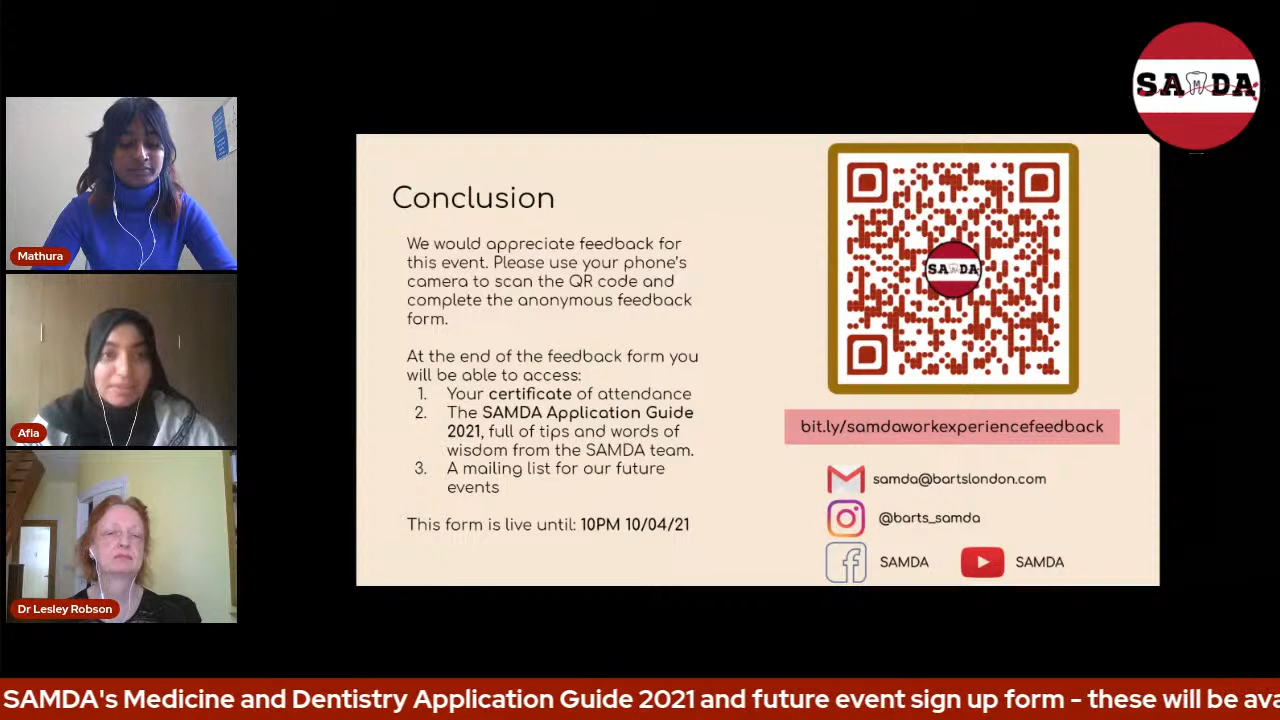 SAMDA
Mathura
Afia
Dr Lesley Robson
Conclusion
We would appreciate feedback for
this event. Please use your phone's
camera to scan the QR code and
complete the anonymous feedback
form.
At the end of the feedback form you
will be able to access:
1. Your certificate of attendance
2. The SAMDA Application Guide
2021, full of tips and words of
wisdom from the SAMDA team.
3. A mailing list for our future
events
This form is live until: 10PM 10/04/21
SAMDA
bit.ly/samdaworkexperiencefeedback
samda@bartslondon.com
@barts_samda
SAMDA
SAMDA
SAMDA's Medicine and Dentistry Application Guide 2021 and future event sign up form - these will be ava